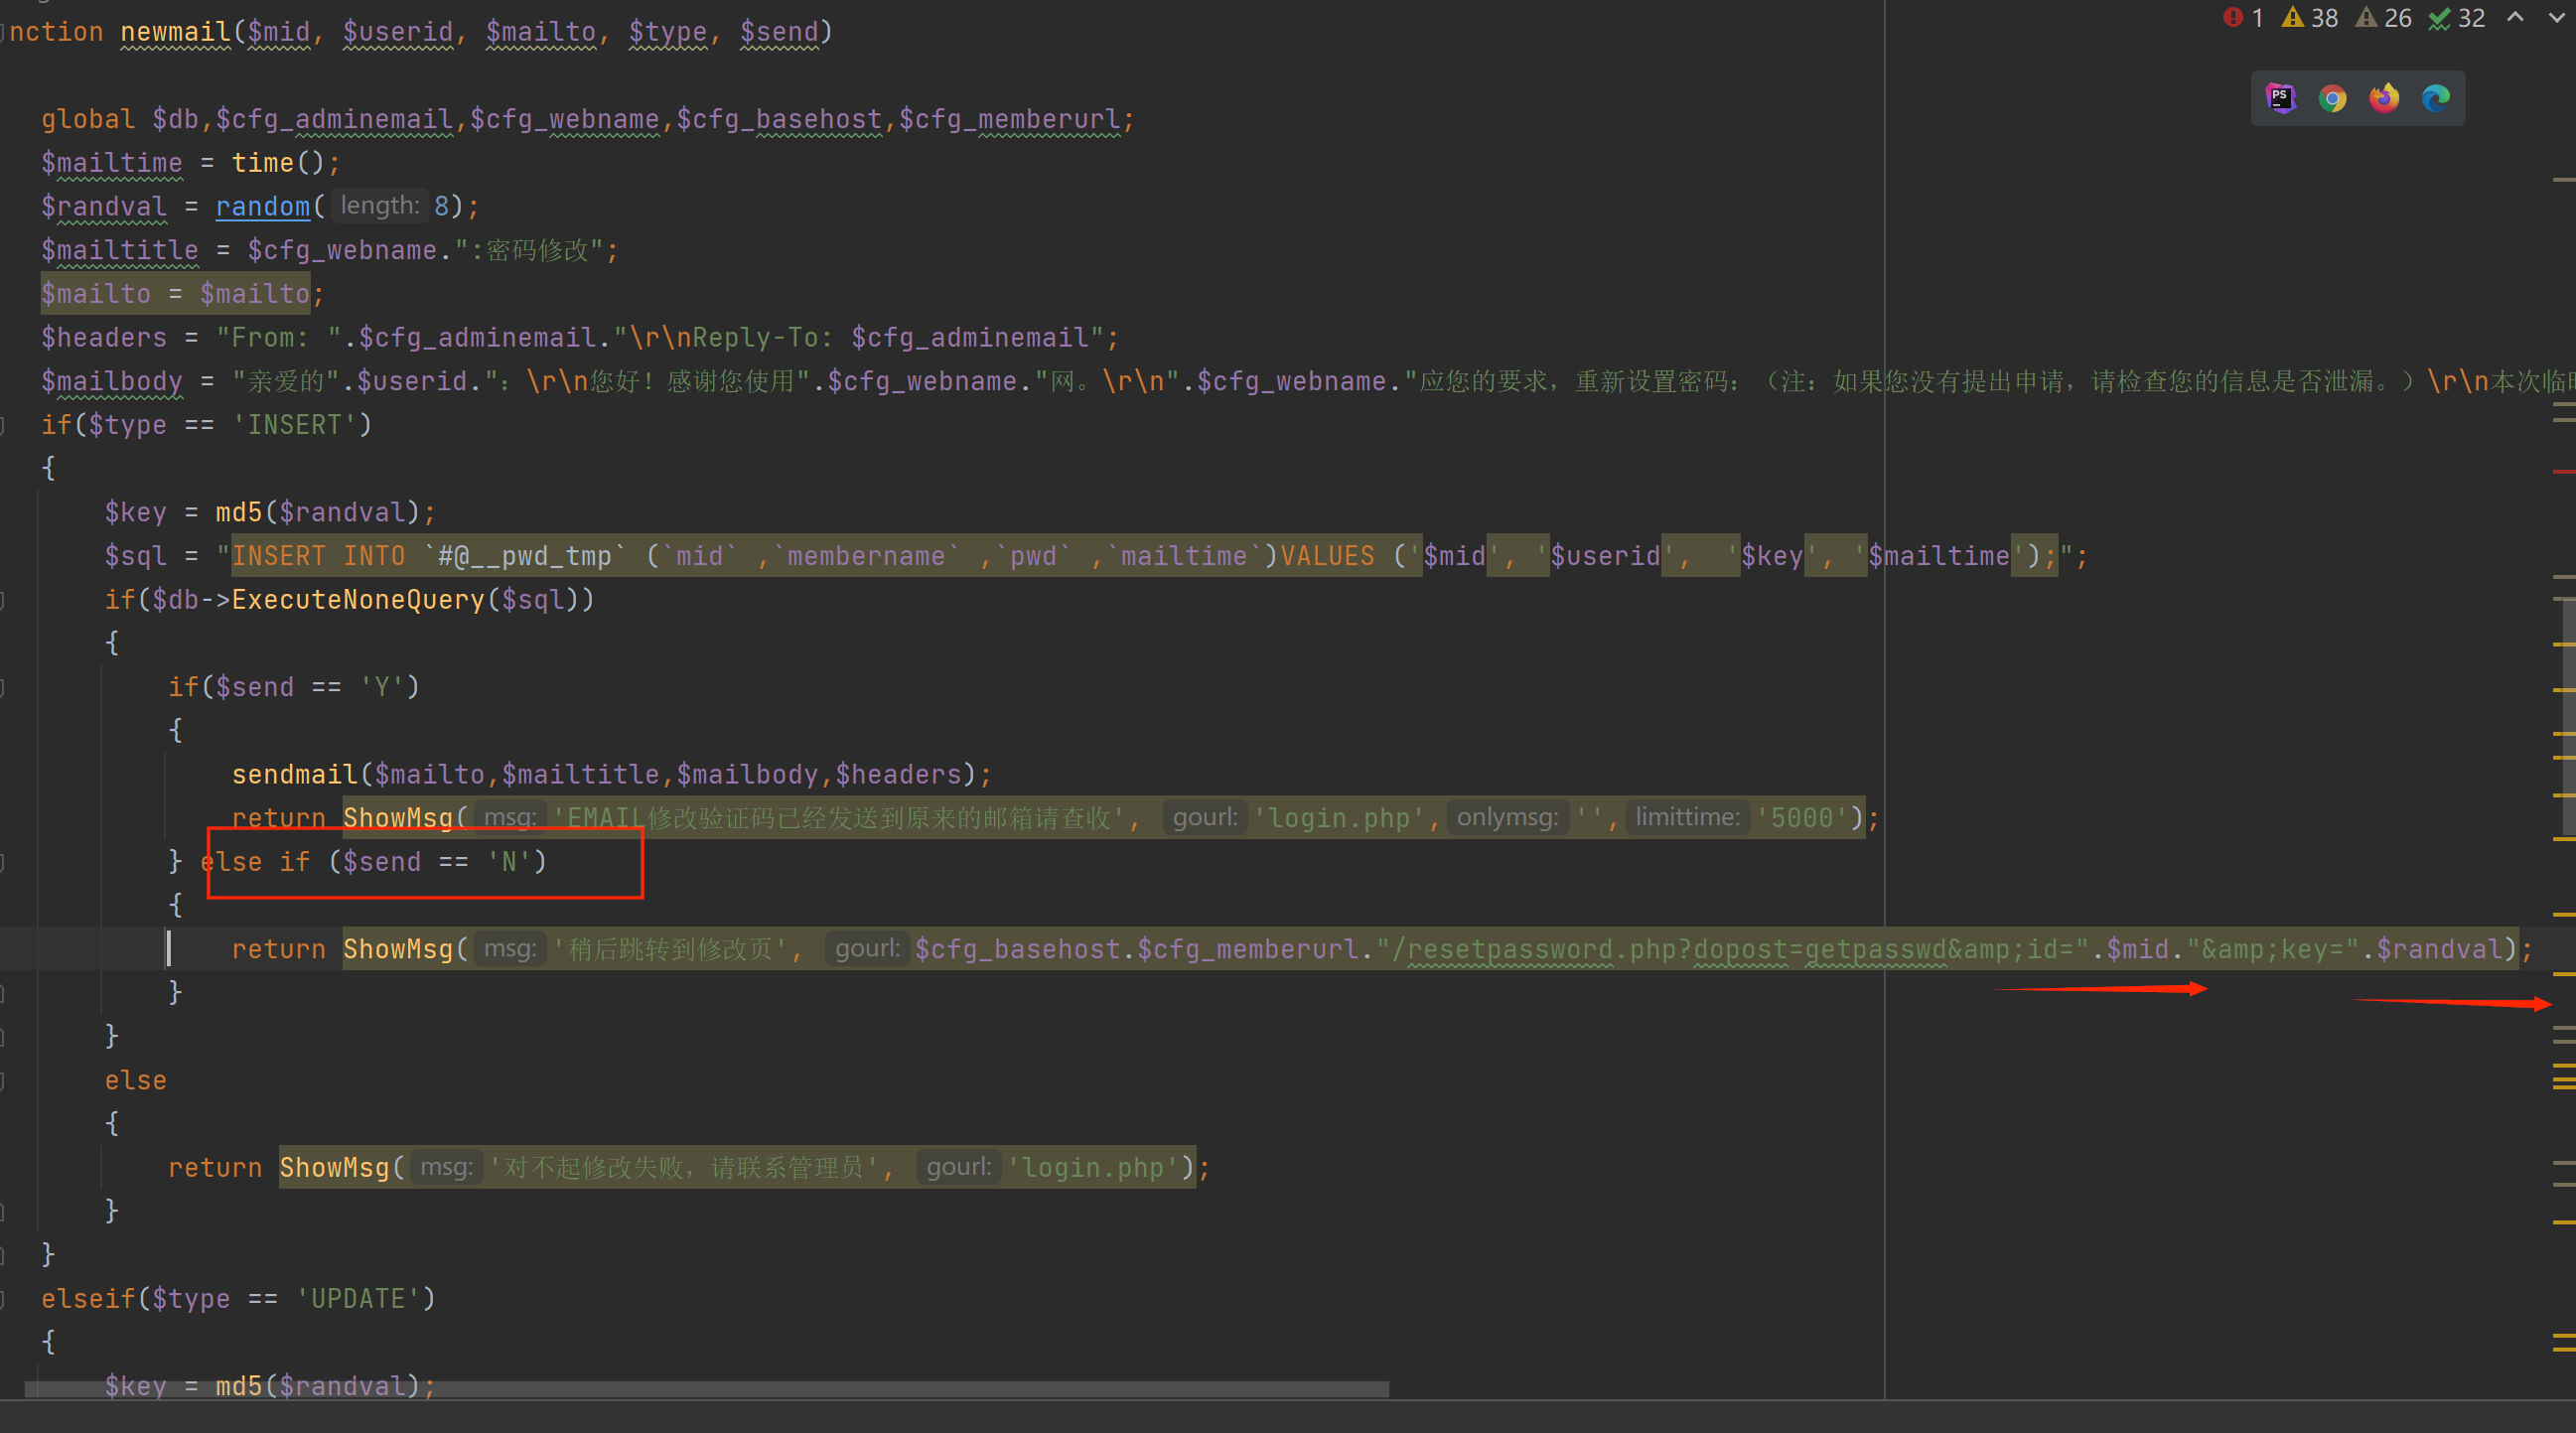 nction newmail($mid, $userid, $mailto, $type, $send)
1 38 26 32
PS
global $db,$cfg_adminemail,$cfg_webname,$cfg_basehost,$cfg_memberurl;
$mailtime = time();
$randval = random( length: 8);
$mailtitle = $cfg_webname.":密码修改";
$mailto = $mailto;
$headers = "From: ".$cfg_adminemail."\r\nReply-To: $cfg_adminemail";
$mailbody = "亲爱的".$userid.": \r\n您好！感谢您使用".$cfg_webname."网。\r\n".$cfg_webname."应您的要求，重新设置密码：（注：如果您没有提出申请，请检查您的信息是否泄漏。）\r\n本次临时
if($type == 'INSERT')
{
$key = md5($randval);
$sql = "INSERT INTO `#@__pwd_tmp` (`mid` ,`membername` ,`pwd` ,`mailtime`)VALUES ('$mid', '$userid',  '$key', '$mailtime');";
if($db->ExecuteNoneQuery($sql))
{
if($send == 'Y')
{
sendmail($mailto,$mailtitle,$mailbody,$headers);
return ShowMsg( msg: 'EMAIL修改验证码已经发送到原来的邮箱请查收', gourl: 'login.php', onlymsg: '', limittime: '5000');
} else if ($send == 'N')
{
return ShowMsg( msg: '稍后跳转到修改页', gourl: $cfg_basehost.$cfg_memberurl."/resetpassword.php?dopost=getpasswd&amp;id=".$mid."&amp;key=".$randval);
}
}
else
{
return ShowMsg( msg: '对不起修改失败，请联系管理员', gourl: 'login.php');
}
}
elseif($type == 'UPDATE')
{
$key = md5($randval);